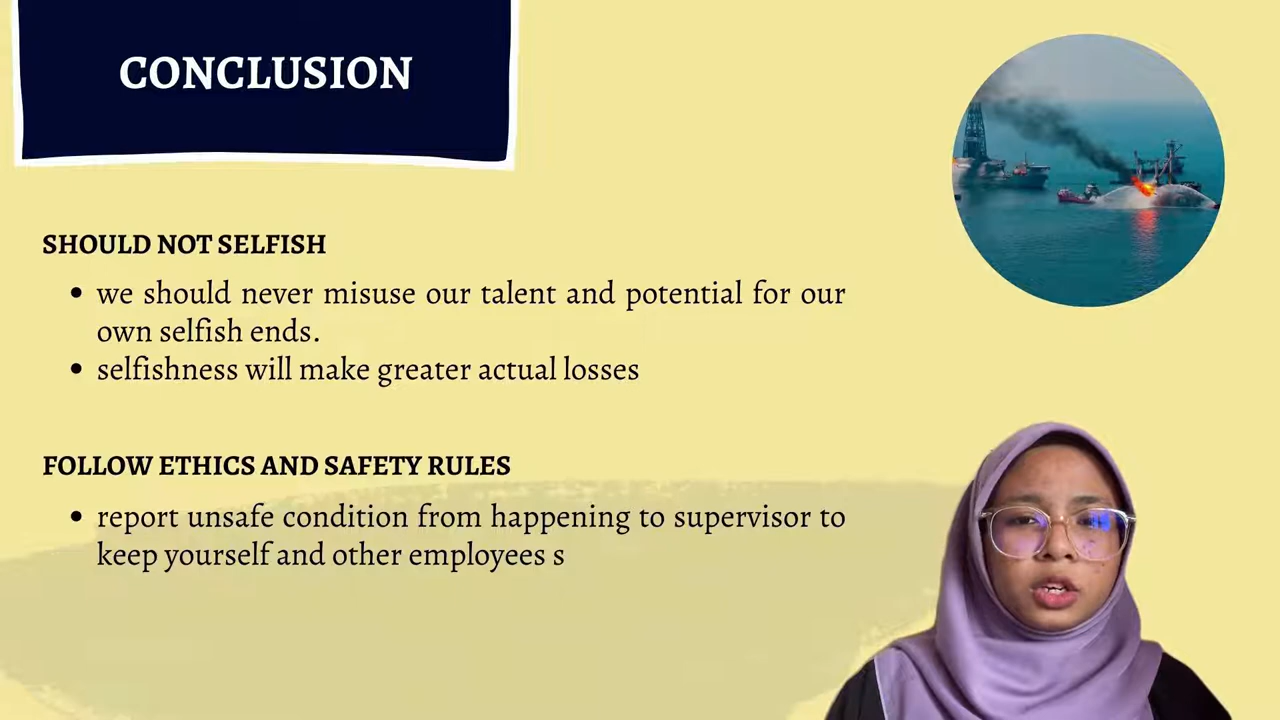 CONCLUSION
SHOULD NOT SELFISH
• we should never misuse our talent and potential for our
own selfish ends.
• selfishness will make greater actual losses
FOLLOW ETHICS AND SAFETY RULES
• report unsafe condition from happening to supervisor to
keep yourself and other employees s